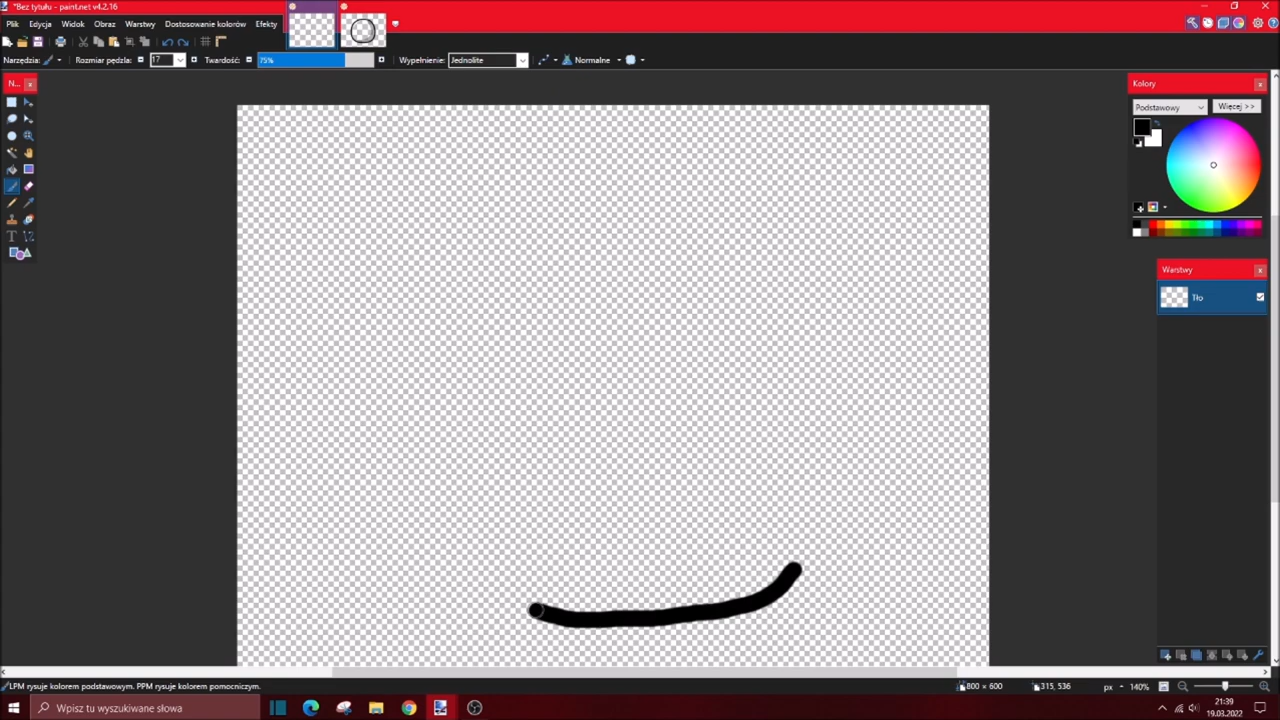 *Bez tytułu - paint.net v4.2.16
Plik Edycja Widok Obraz Warstwy Dostosowanie kolorów Efekty
Narzędzia: Rozmiar pędzla: 17 Twardość: 75% Wypełnienie: Jednolite Normalne
N...
Kolory
Podstawowy Więcej >>
Warstwy
Tło
LPM rysuje kolorem podstawowym. PPM rysuje kolorem pomocniczym. 800 × 600 315, 536 px 140%
Wpisz tu wyszukiwane słowa
21:39
19.03.2022